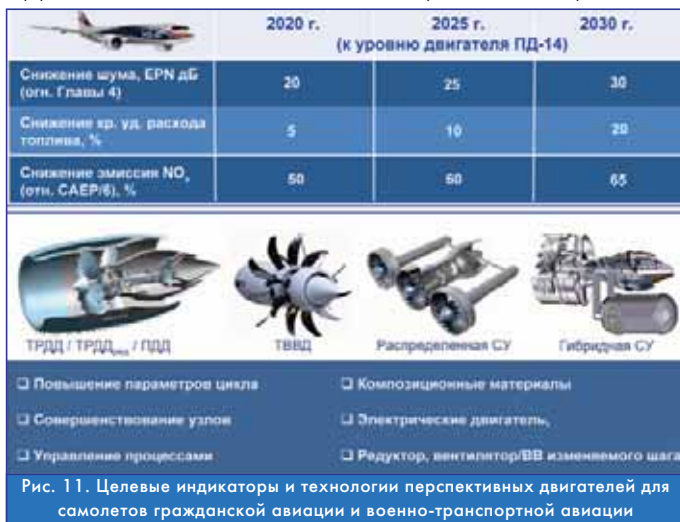 2020 г. 2025 г. 2030 г.
(к уровню двигателя ПД-14)
Снижение шума, EPN дБ 20 25 30
(отн. Главы 4)
Снижение кр. уд. расхода 5 10 20
топлива, %
Снижение эмиссия NOx 50 60 65
(отн. CAEP/6), %
ТРДД / ТРДДред / ПДД ТВВД Распределенная СУ Гибридная СУ
❑ Повышение параметров цикла ❑ Композиционные материалы
❑ Совершенствование узлов ❑ Электрические двигатель,
❑ Управление процессами ❑ Редуктор, вентилятор/ВВ изменяемого шага
Рис. 11. Целевые индикаторы и технологии перспективных двигателей для
самолетов гражданской авиации и военно-транспортной авиации